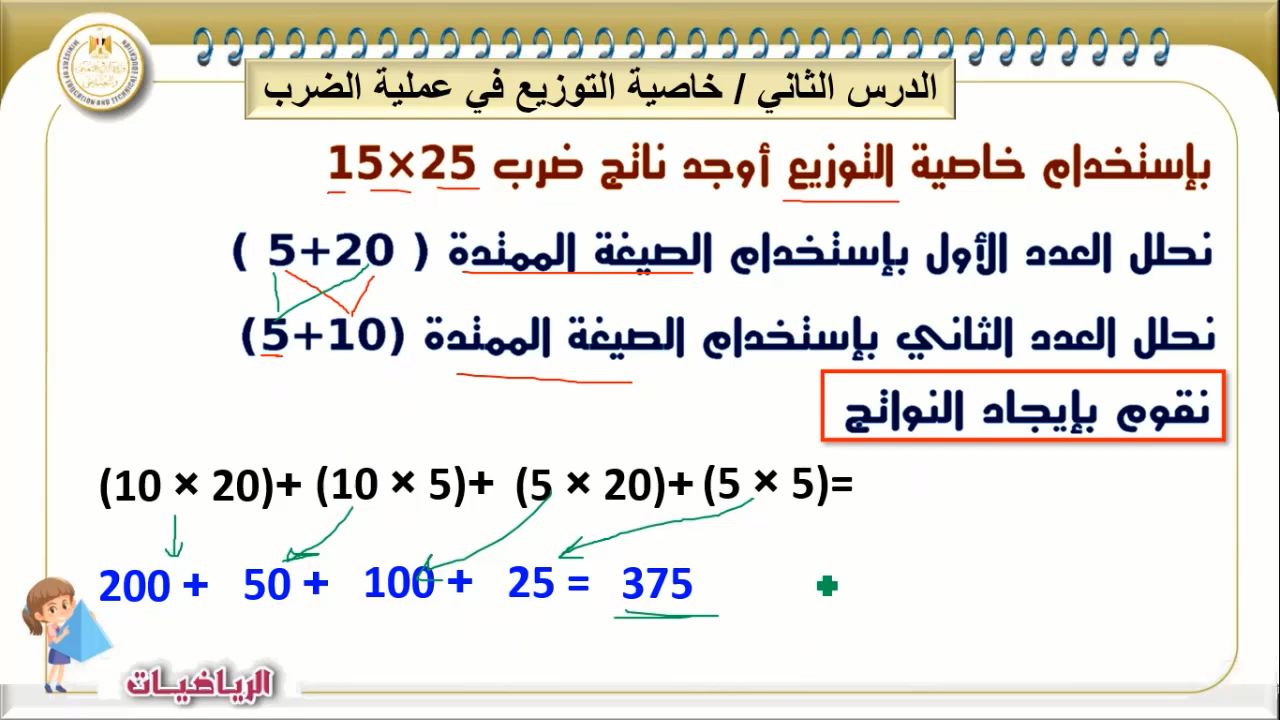 الدرس الثاني / خاصية التوزيع في عملية الضرب
بإستخدام خاصية التوزيع أوجد ناتج ضرب 25×15
نحلل العدد الأول بإستخدام الصيغة الممتدة ( 20+5 )
نحلل العدد الثاني بإستخدام الصيغة الممتدة (10+5)
نقوم بإيجاد النواتج
(10 × 20)+ (10 × 5)+ (5 × 20)+ (5 × 5)=
200 + 50 + 100 + 25 = 375
الرياضيات